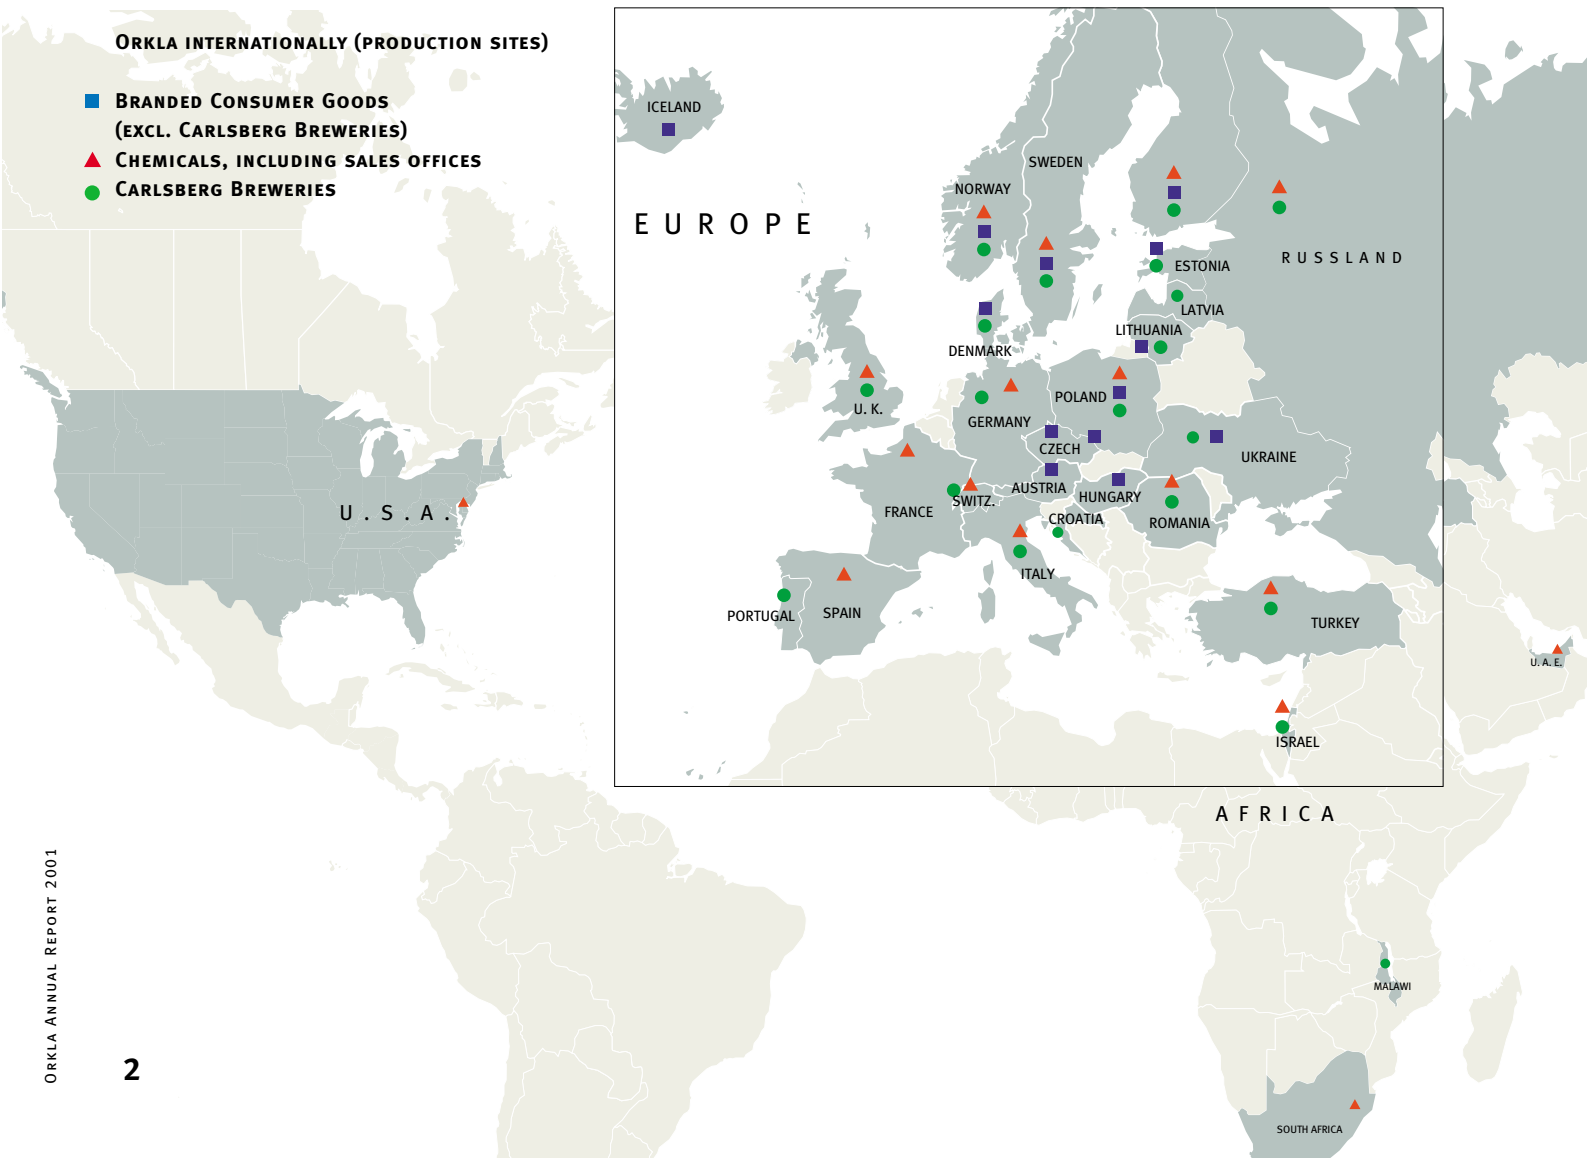 ORKLA INTERNATIONALLY (PRODUCTION SITES)
BRANDED CONSUMER GOODS
(EXCL. CARLSBERG BREWERIES)
CHEMICALS, INCLUDING SALES OFFICES
CARLSBERG BREWERIES
EUROPE
ICELAND
SWEDEN
NORWAY
RUSSLAND
ESTONIA
LATVIA
LITHUANIA
DENMARK
POLAND
U. K.
GERMANY
CZECH
UKRAINE
AUSTRIA
HUNGARY
SWITZ.
FRANCE
CROATIA
ROMANIA
U.S.A.
ITALY
PORTUGAL
SPAIN
TURKEY
U. A. E.
ISRAEL
AFRICA
MALAWI
SOUTH AFRICA
ORKLA ANNUAL REPORT 2001
2